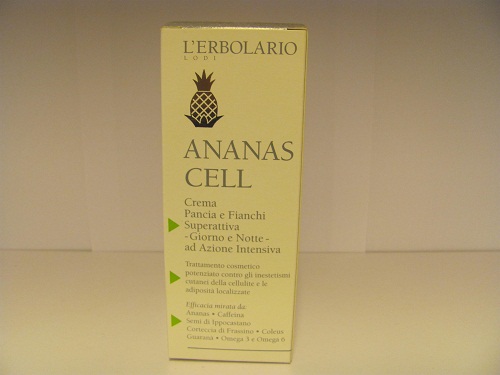 L'ERBOLARIO
LODI
ANANAS
CELL
Crema
Pancia e Fianchi
Superattiva
-Giorno e Notte-
ad Azione Intensiva
Trattamento cosmetico
potenziato contro gli inestetismi
cutanei della cellulite e le
adiposità localizzate
Efficacia mirata da:
Ananas • Caffeina
Semi di Ippocastano
Corteccia di Frassino • Coleus
Guaranà • Omega 3 e Omega 6